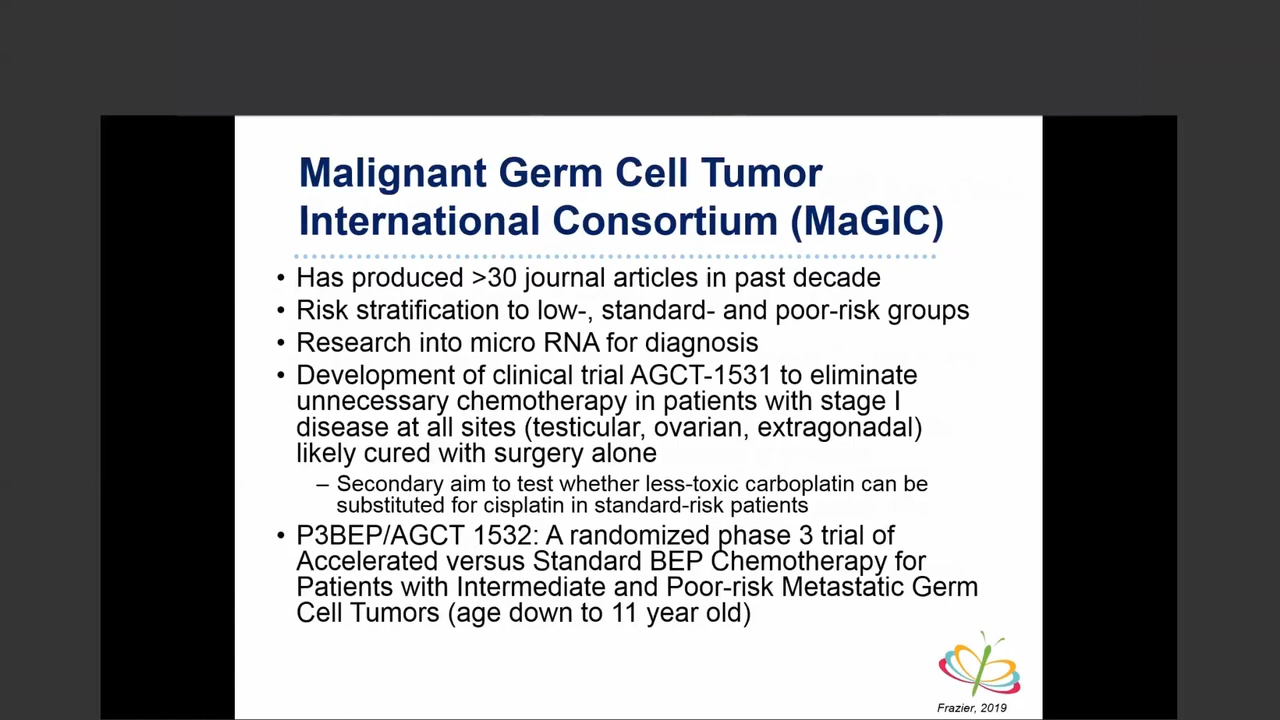 Malignant Germ Cell Tumor
International Consortium (MaGIC)
• Has produced >30 journal articles in past decade
• Risk stratification to low-, standard- and poor-risk groups
• Research into micro RNA for diagnosis
• Development of clinical trial AGCT-1531 to eliminate
unnecessary chemotherapy in patients with stage I
disease at all sites (testicular, ovarian, extragonadal)
likely cured with surgery alone
– Secondary aim to test whether less-toxic carboplatin can be
substituted for cisplatin in standard-risk patients
• P3BEP/AGCT 1532: A randomized phase 3 trial of
Accelerated versus Standard BEP Chemotherapy for
Patients with Intermediate and Poor-risk Metastatic Germ
Cell Tumors (age down to 11 year old)
Frazier, 2019